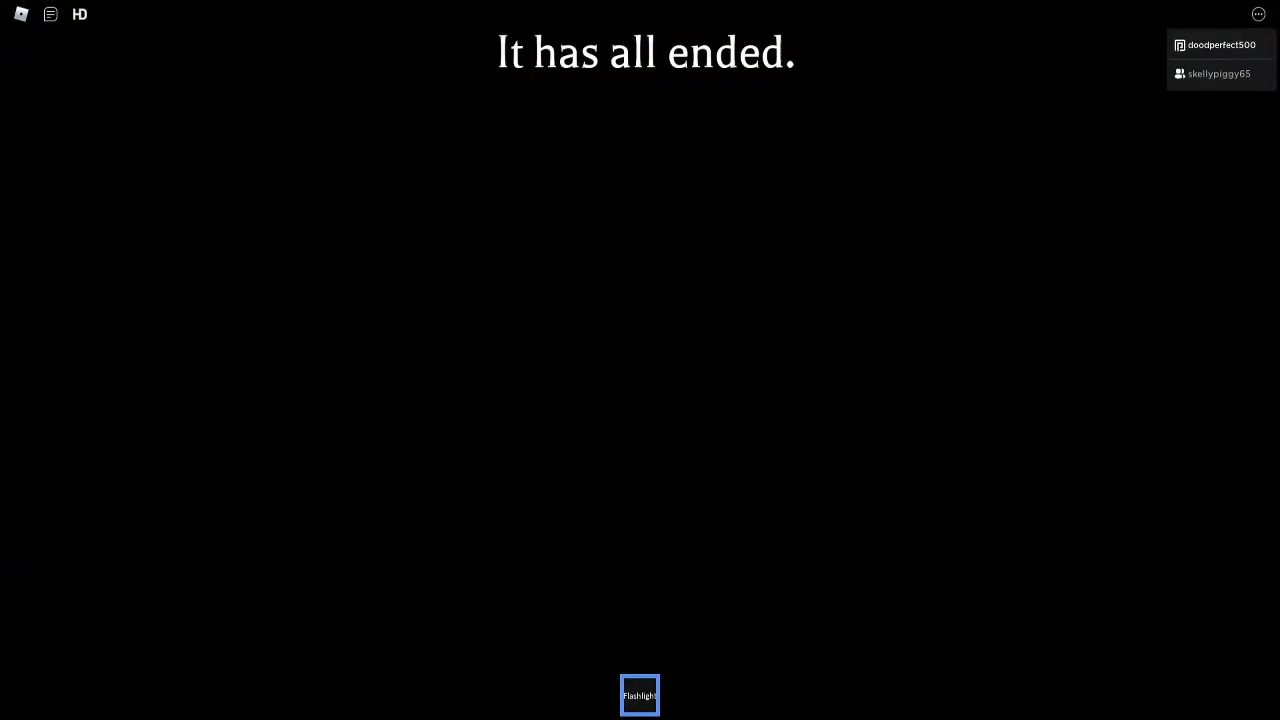 HD
It has all ended.
doodperfect500
skellypiggy65
Flashlight